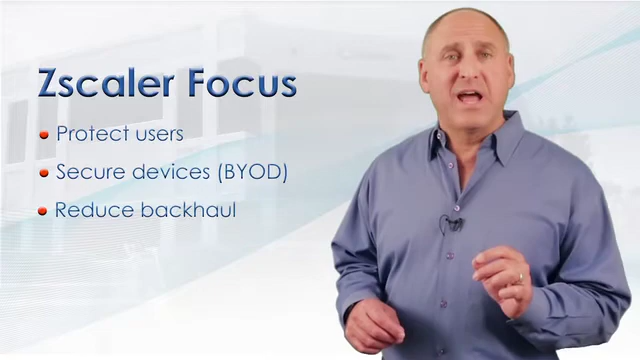 Zscaler Focus
Protect users
Secure devices (BYOD)
Reduce backhaul